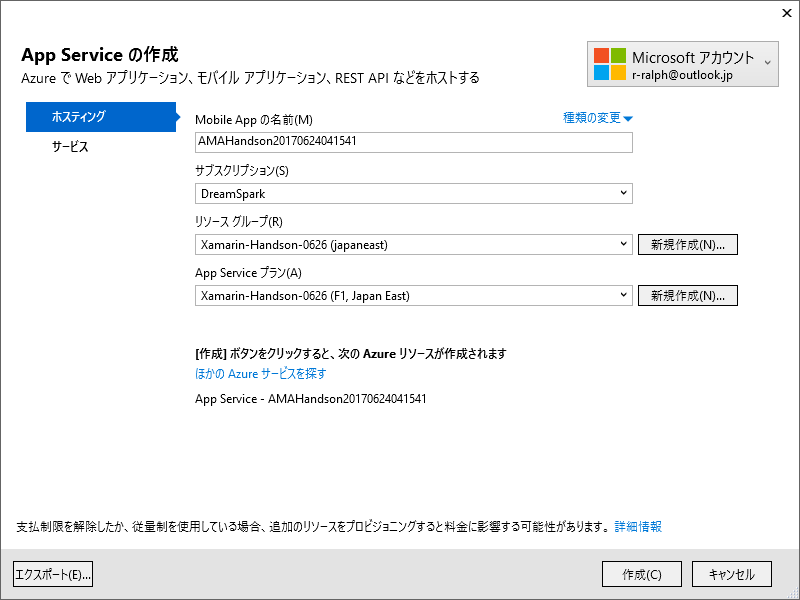 App Service の作成
Azure で Web アプリケーション、モバイル アプリケーション、REST API などをホストする
Microsoft アカウント
r-ralph@outlook.jp
ホスティング
サービス
Mobile App の名前(M)
種類の変更
AMAHandson20170624041541
サブスクリプション(S)
DreamSpark
リソース グループ(R)
Xamarin-Handson-0626 (japaneast)
新規作成(N)...
App Service プラン(A)
Xamarin-Handson-0626 (F1, Japan East)
新規作成(N)...
[作成] ボタンをクリックすると、次の Azure リソースが作成されます
ほかの Azure サービスを探す
App Service - AMAHandson20170624041541
支払制限を解除したか、従量制を使用している場合、追加のリソースをプロビジョニングすると料金に影響する可能性があります。 詳細情報
エクスポート(E)...
作成(C)
キャンセル